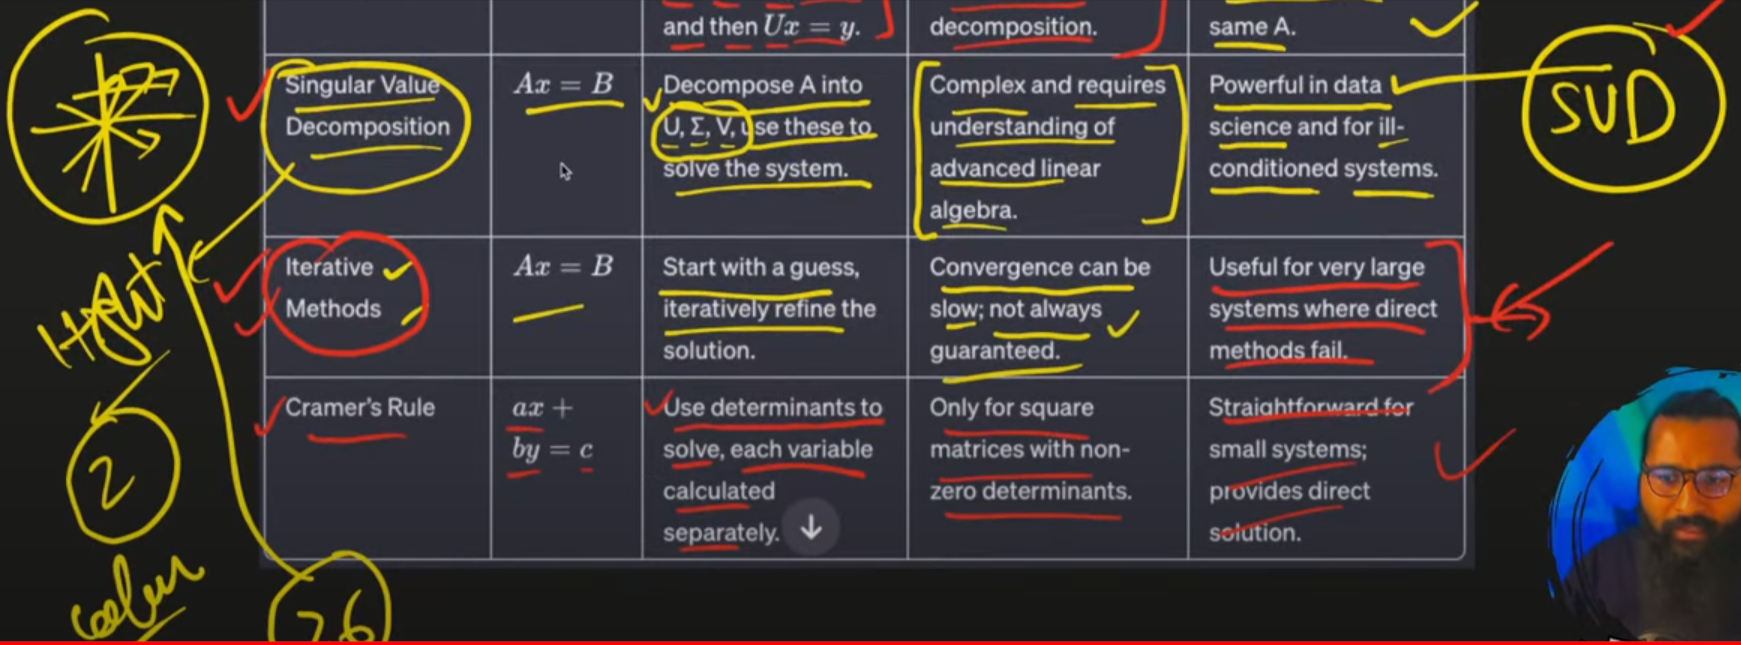 and then Ux = y.
decomposition.
same A.
Singular Value
Decomposition
Ax = B
Decompose A into
U, Σ, V, use these to
solve the system.
Complex and requires
understanding of
advanced linear
algebra.
Powerful in data
science and for ill-
conditioned systems.
SVD
Iterative
Methods
Ax = B
Start with a guess,
iteratively refine the
solution.
Convergence can be
slow; not always
guaranteed.
Useful for very large
systems where direct
methods fail.
Cramer's Rule
ax +
by = c
Use determinants to
solve, each variable
calculated
separately.
Only for square
matrices with non-
zero determinants.
Straightforward for
small systems;
provides direct
solution.
2